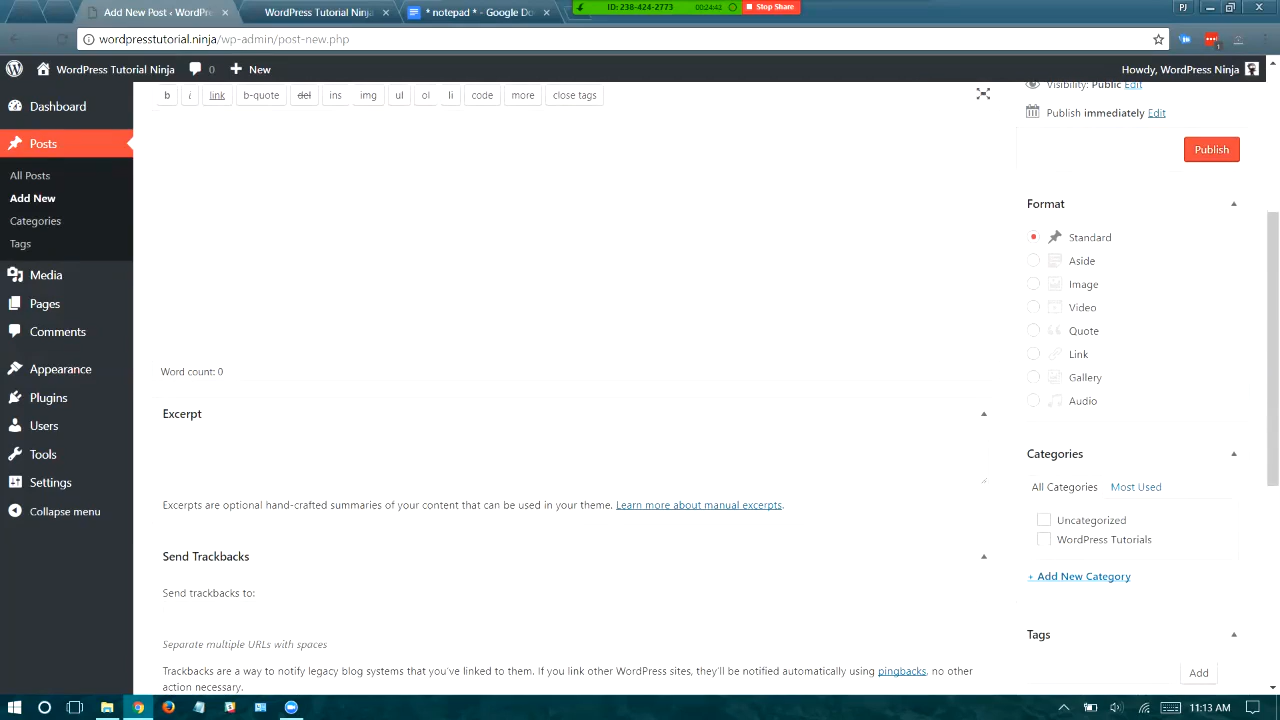 Add New Post ‹ WordPre
WordPress Tutorial Ninja
* notepad * - Google Do
ID: 238-424-2773
00:24:42
Stop Share
PJ
wordpresstutorial.ninja/wp-admin/post-new.php
1
WordPress Tutorial Ninja
0
New
Howdy, WordPress Ninja
b
i
link
b-quote
del
ins
img
ul
ol
li
code
more
close tags
Visibility: Public Edit
Publish immediately Edit
Publish
Dashboard
Posts
All Posts
Add New
Categories
Tags
Media
Pages
Comments
Appearance
Plugins
Users
Tools
Settings
Collapse menu
Word count: 0
Excerpt
Excerpts are optional hand-crafted summaries of your content that can be used in your theme. Learn more about manual excerpts.
Send Trackbacks
Send trackbacks to:
Separate multiple URLs with spaces
Trackbacks are a way to notify legacy blog systems that you've linked to them. If you link other WordPress sites, they'll be notified automatically using pingbacks, no other
action necessary.
Format
Standard
Aside
Image
Video
Quote
Link
Gallery
Audio
Categories
All Categories
Most Used
Uncategorized
WordPress Tutorials
+ Add New Category
Tags
Add
11:13 AM